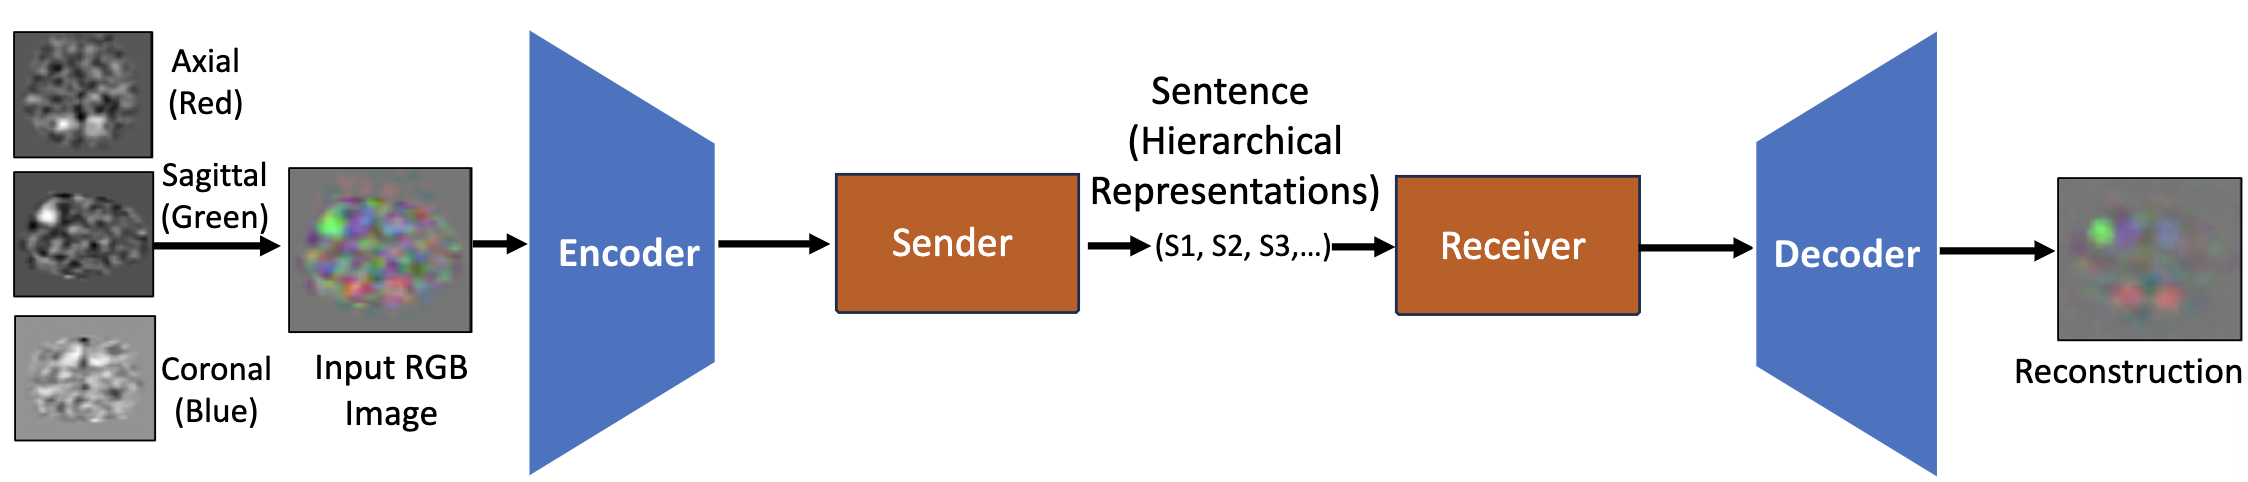 Axial
(Red)
Sagittal
(Green)
Coronal
(Blue)
Input RGB
Image
Encoder
Sender
Sentence
(Hierarchical
Representations)
(S1, S2, S3,...)
Receiver
Decoder
Reconstruction